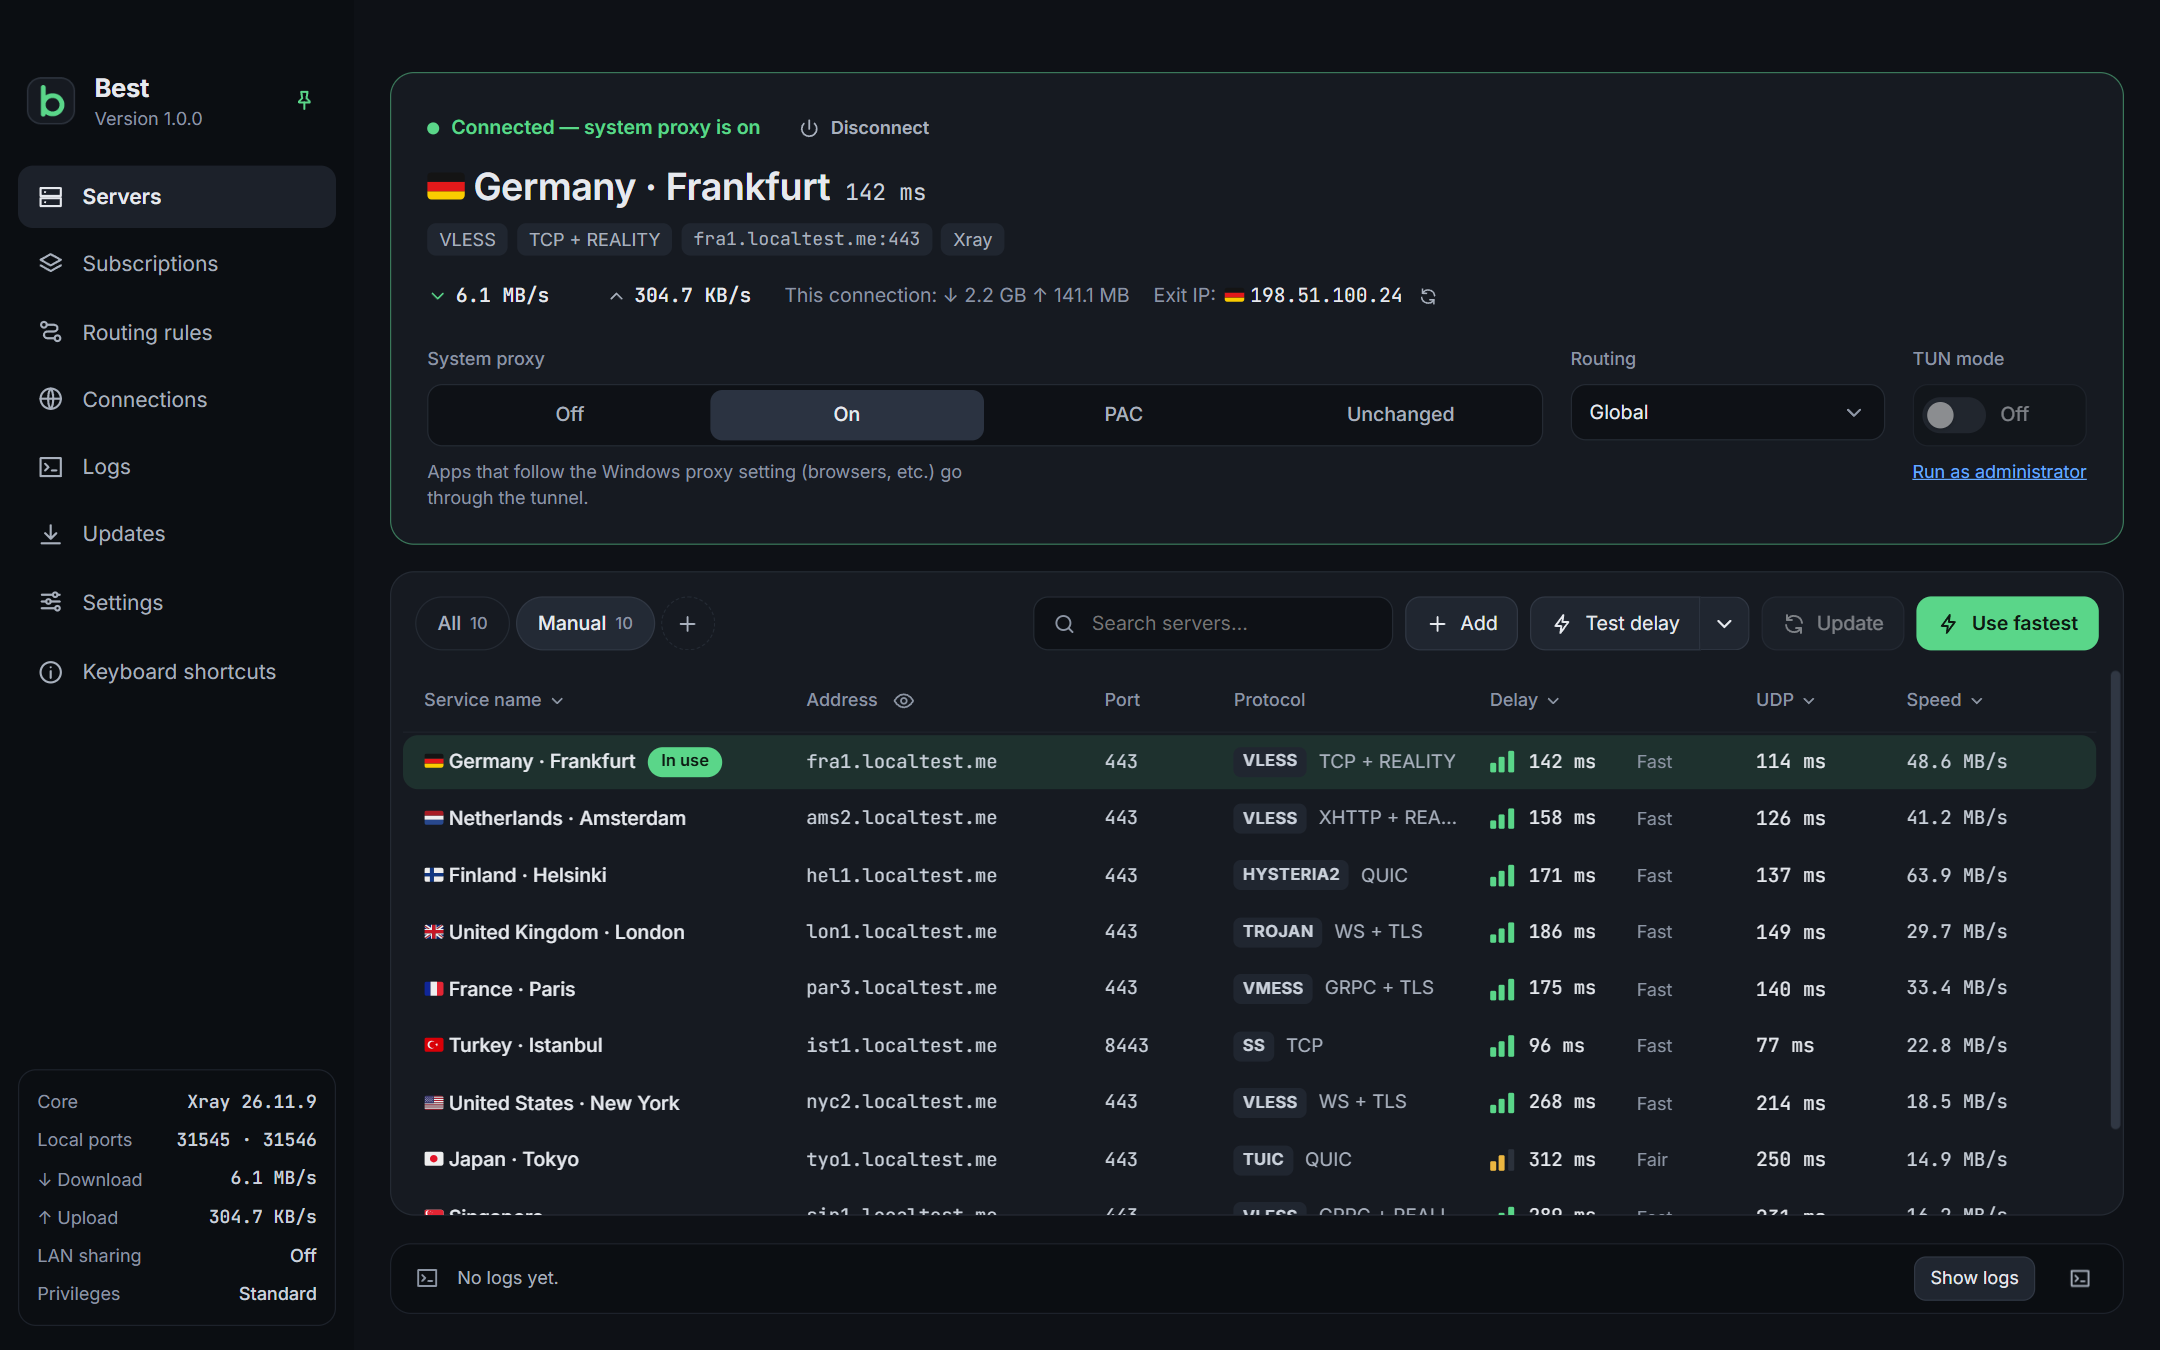 Best
Version 1.0.0
Servers
Subscriptions
Routing rules
Connections
Logs
Updates
Settings
Keyboard shortcuts
Core Xray 26.11.9
Local ports 31545 · 31546
↓ Download 6.1 MB/s
↑ Upload 304.7 KB/s
LAN sharing Off
Privileges Standard
Connected — system proxy is on Disconnect
Germany · Frankfurt 142 ms
VLESS TCP + REALITY fra1.localtest.me:443 Xray
6.1 MB/s 304.7 KB/s This connection: ↓ 2.2 GB ↑ 141.1 MB Exit IP: 198.51.100.24
System proxy Routing TUN mode
Off On PAC Unchanged Global Off
Apps that follow the Windows proxy setting (browsers, etc.) go
through the tunnel.
Run as administrator
All 10 Manual 10 + Search servers... + Add Test delay Update Use fastest
Service name Address Port Protocol Delay UDP Speed
Germany · Frankfurt In use fra1.localtest.me 443 VLESS TCP + REALITY 142 ms Fast 114 ms 48.6 MB/s
Netherlands · Amsterdam ams2.localtest.me 443 VLESS XHTTP + REA... 158 ms Fast 126 ms 41.2 MB/s
Finland · Helsinki hel1.localtest.me 443 HYSTERIA2 QUIC 171 ms Fast 137 ms 63.9 MB/s
United Kingdom · London lon1.localtest.me 443 TROJAN WS + TLS 186 ms Fast 149 ms 29.7 MB/s
France · Paris par3.localtest.me 443 VMESS GRPC + TLS 175 ms Fast 140 ms 33.4 MB/s
Turkey · Istanbul ist1.localtest.me 8443 SS TCP 96 ms Fast 77 ms 22.8 MB/s
United States · New York nyc2.localtest.me 443 VLESS WS + TLS 268 ms Fast 214 ms 18.5 MB/s
Japan · Tokyo tyo1.localtest.me 443 TUIC QUIC 312 ms Fair 250 ms 14.9 MB/s
No logs yet. Show logs